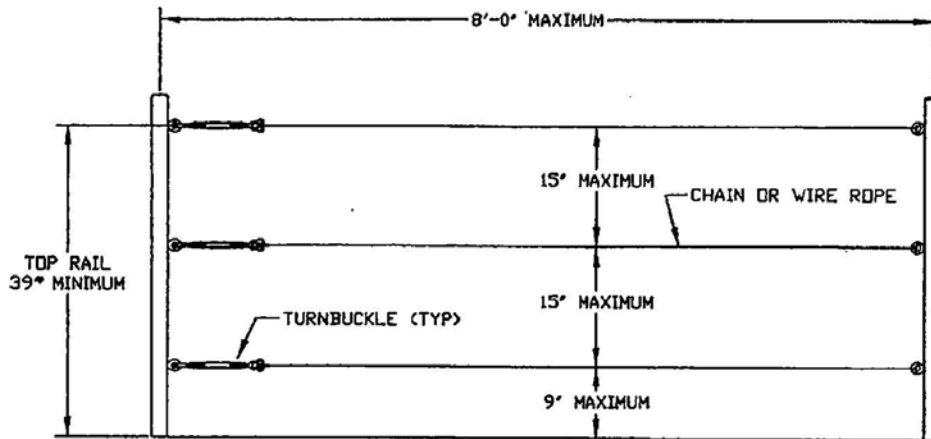 8'-0" MAXIMUM
15" MAXIMUM
CHAIN OR WIRE ROPE
TOP RAIL
39" MINIMUM
15" MAXIMUM
TURNBUCKLE (TYP)
9" MAXIMUM